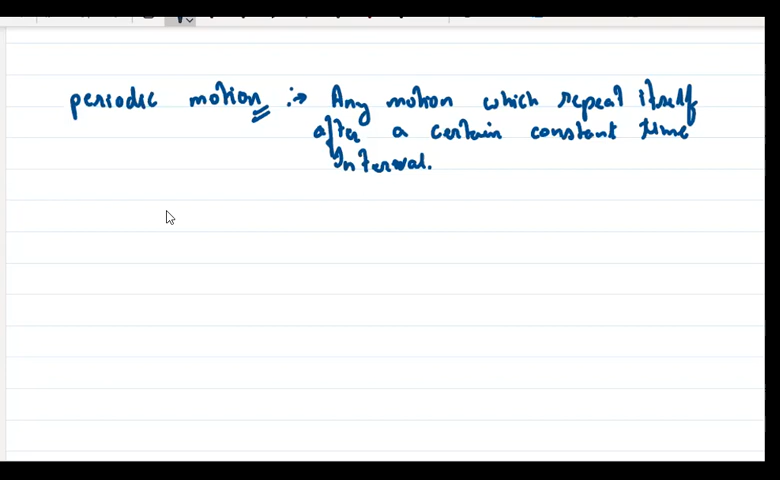 periodic motion :→ Any motion which repeat itself
after a certain constant time
Interval.